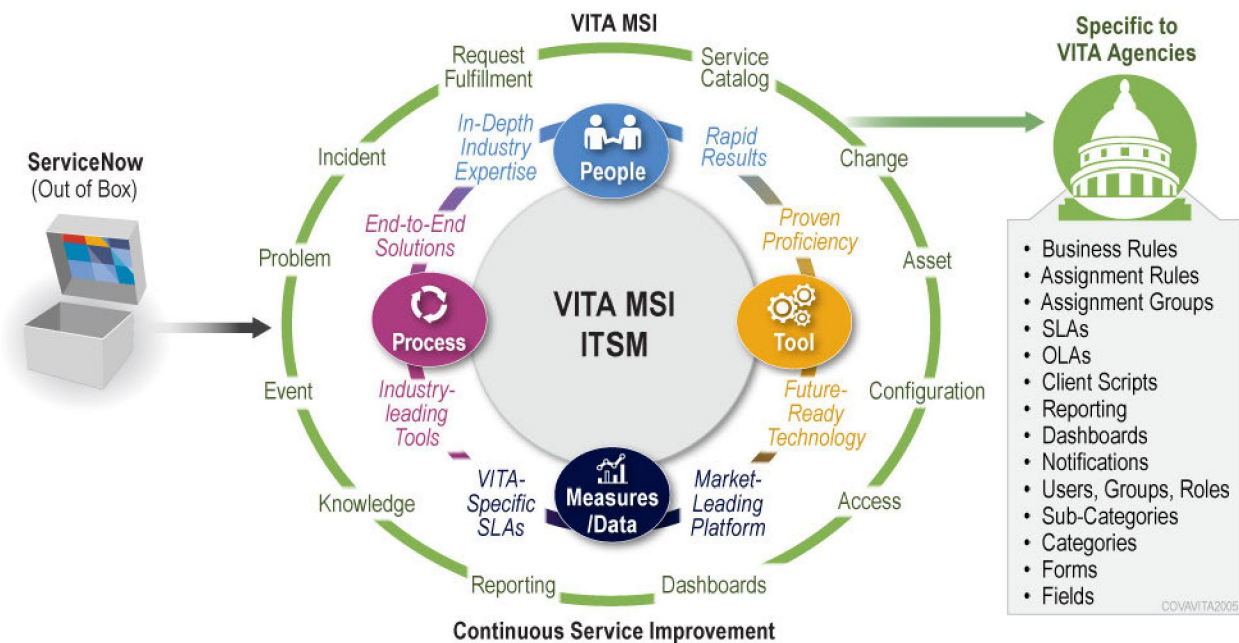 VITA MSI
ServiceNow
(Out of Box)
Request
Fulfillment
Service
Catalog
Incident
Change
Problem
Asset
Event
Configuration
Knowledge
Access
Reporting
Dashboards
Continuous Service Improvement
In-Depth
Industry
Expertise
People
Rapid
Results
End-to-End
Solutions
Proven
Proficiency
Process
VITA MSI
ITSM
Tool
Industry-
leading
Tools
Future-
Ready
Technology
VITA-
Specific
SLAs
Measures
/Data
Market-
Leading
Platform
Specific to
VITA Agencies
• Business Rules
• Assignment Rules
• Assignment Groups
• SLAs
• OLAs
• Client Scripts
• Reporting
• Dashboards
• Notifications
• Users, Groups, Roles
• Sub-Categories
• Categories
• Forms
• Fields
COVAVITA2005